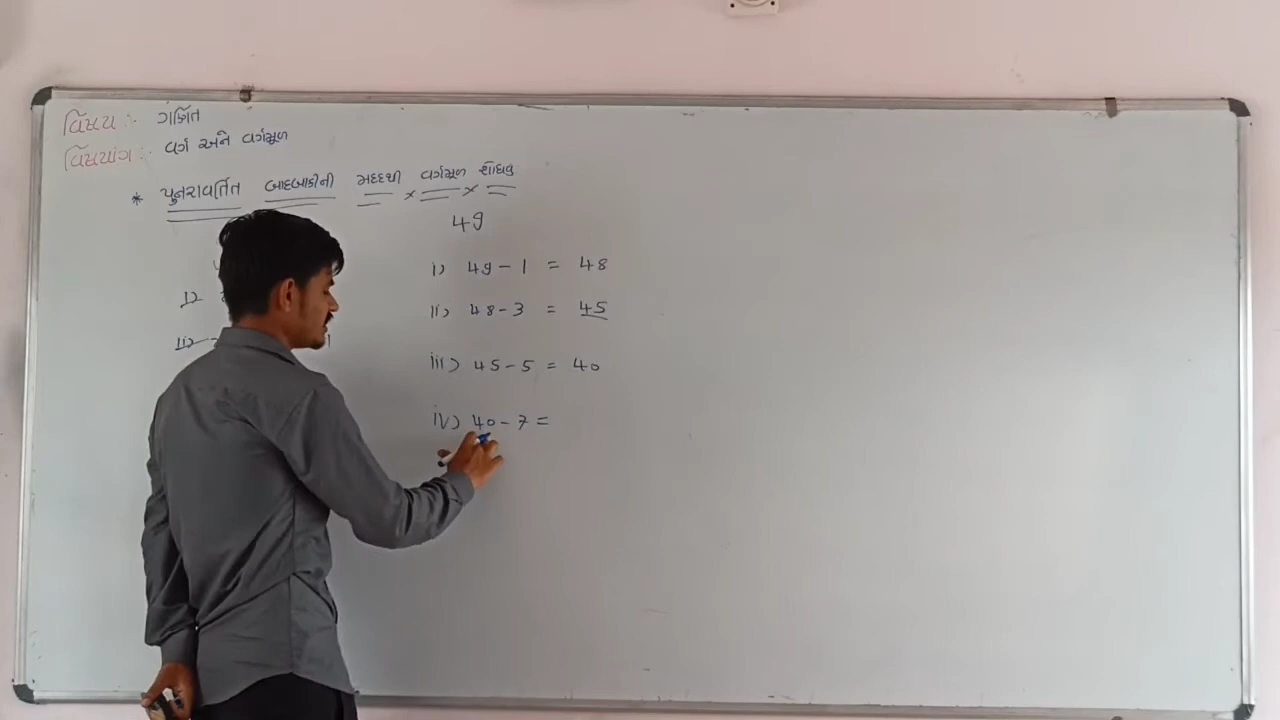 વિષય :- ગણિત
વિષયાંગ :- વર્ગ અને વર્ગમૂળ
* પુનરાવર્તિત બાદબાકીની મદદથી વર્ગમૂળ શોધવું
49
i) 49 - 1 = 48
ii) 48 - 3 = 45
iii) 45 - 5 = 40
iv) 40 - 7 =